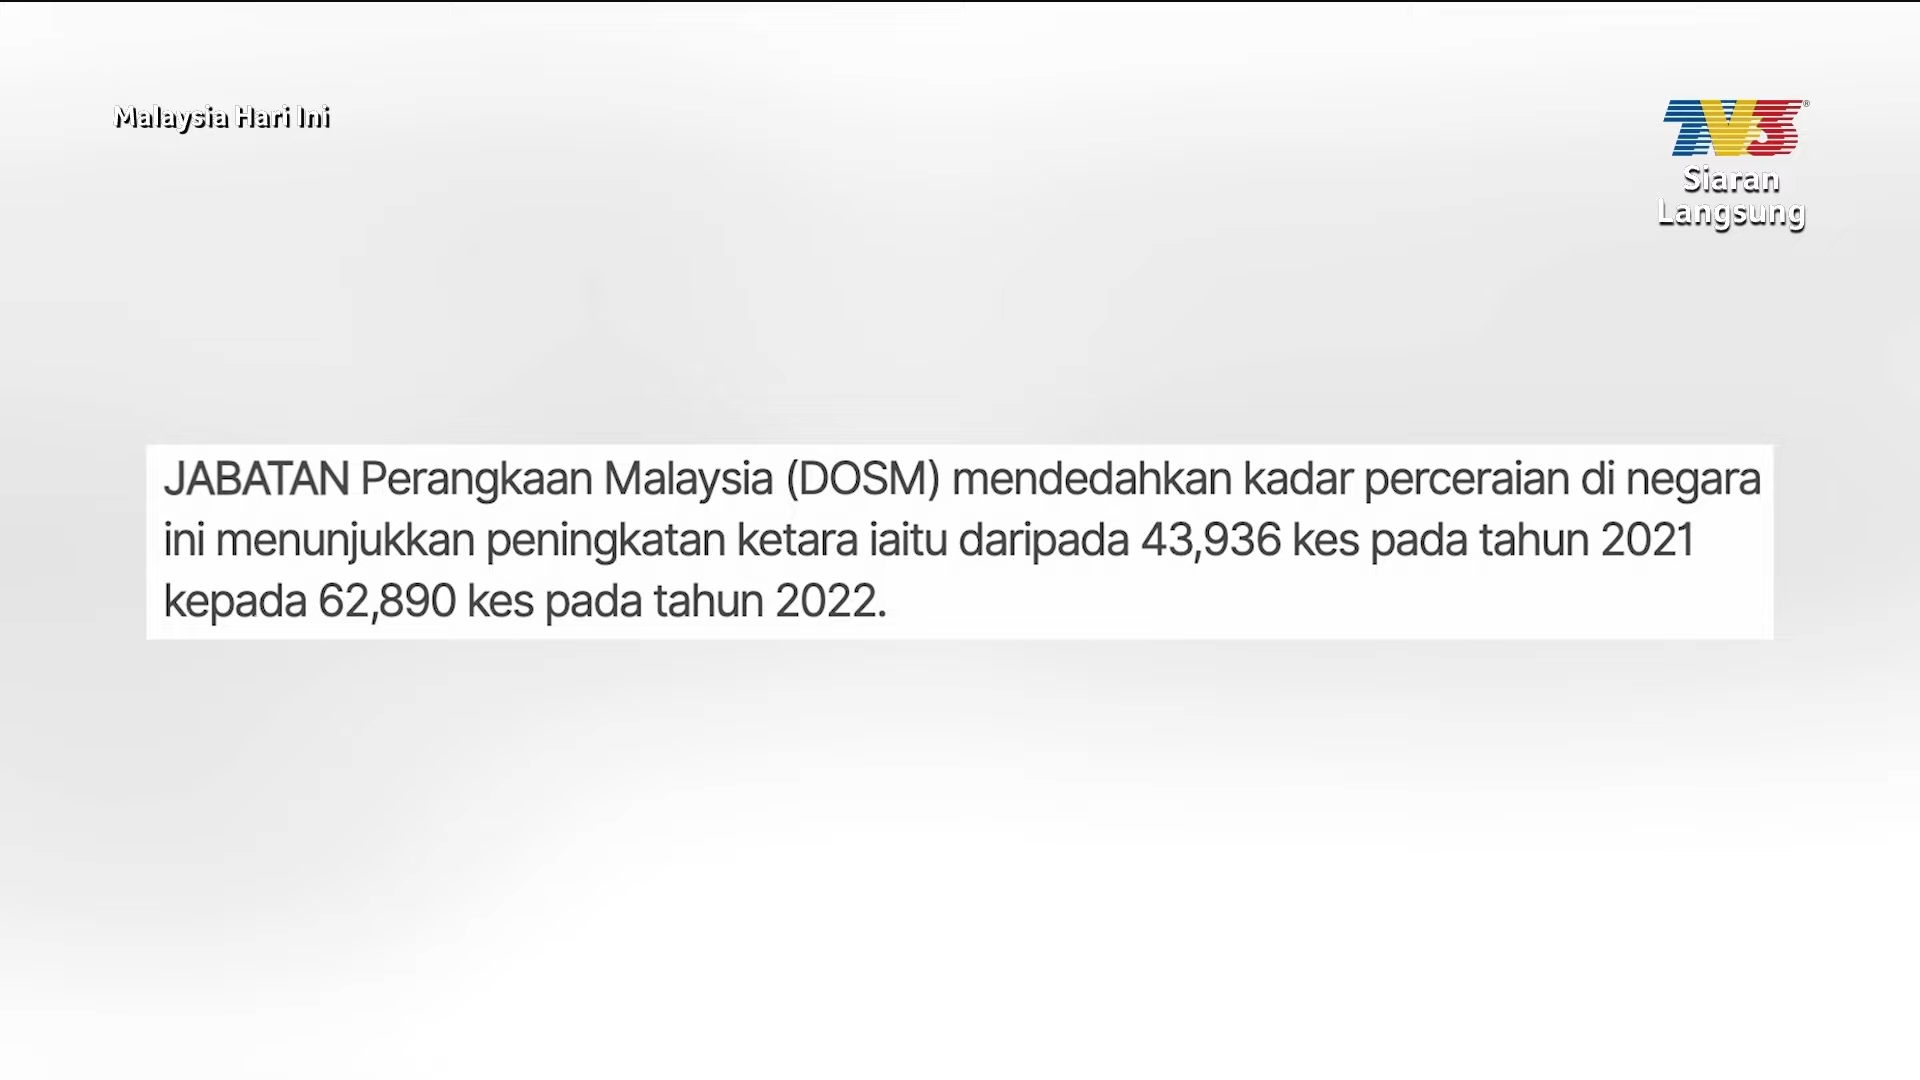 Malaysia Hari Ini
TV3
Siaran
Langsung
JABATAN Perangkaan Malaysia (DOSM) mendedahkan kadar perceraian di negara
ini menunjukkan peningkatan ketara iaitu daripada 43,936 kes pada tahun 2021
kepada 62,890 kes pada tahun 2022.